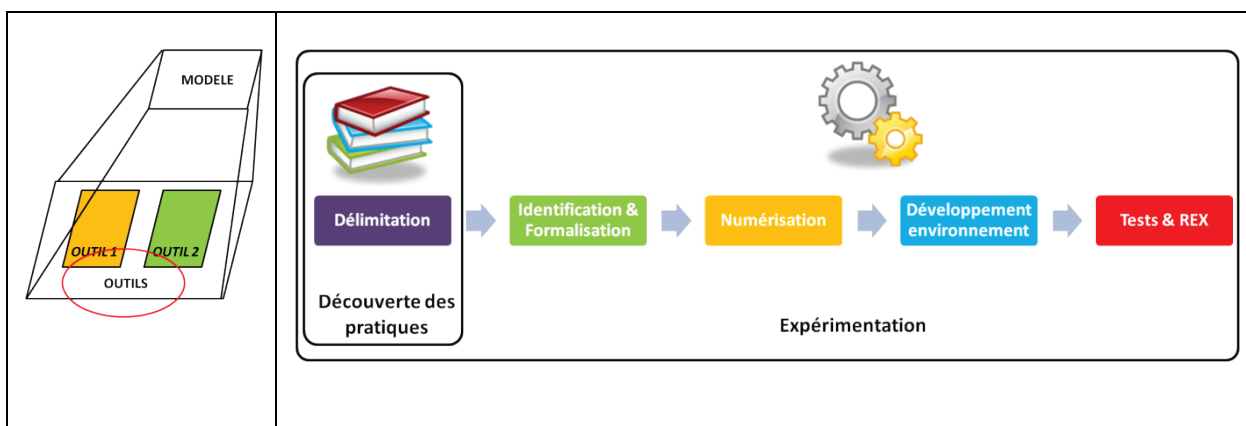 MODELE
OUTIL 1
OUTIL 2
OUTILS
Délimitation
Identification &
Formalisation
Numérisation
Développement
environnement
Tests & REX
Découverte des
pratiques
Expérimentation